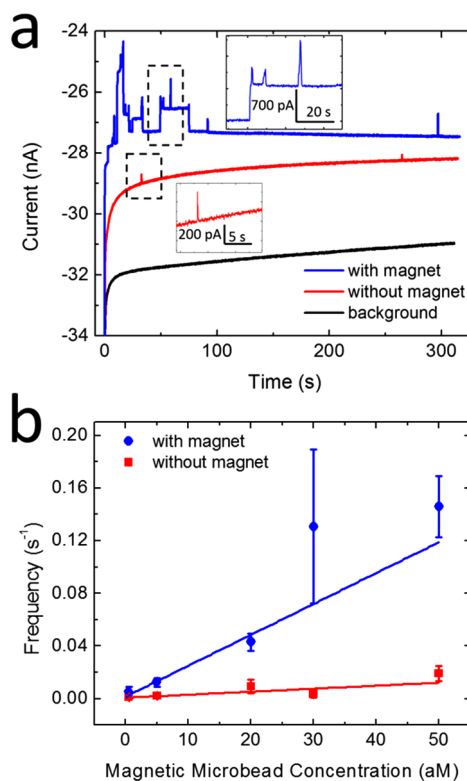 a
-24
-26
-28
-30
-32
-34
Current (nA)
700 pA
20 s
200 pA
5 s
with magnet
without magnet
background
0
100
200
300
Time (s)
b
0.20
0.16
0.12
0.08
0.04
0.00
Frequency (s⁻¹)
with magnet
without magnet
0
10
20
30
40
50
Magnetic Microbead Concentration (aM)